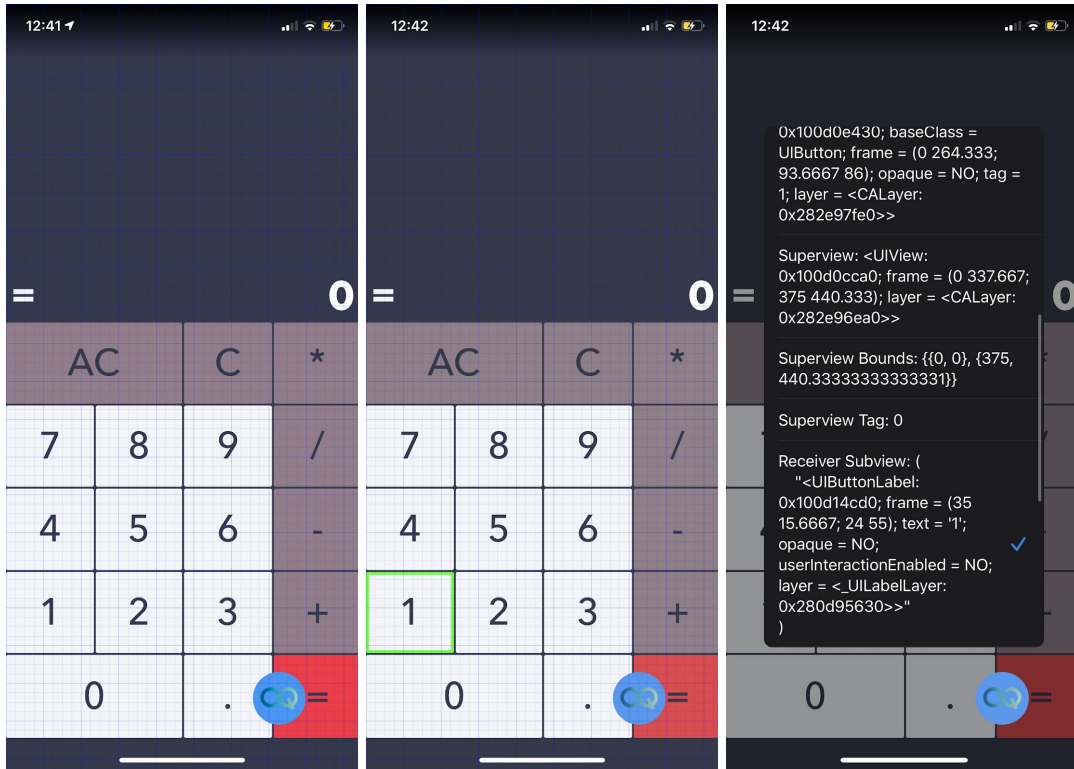 12:41
=
0
AC
C
*
7
8
9
/
4
5
6
-
1
2
3
+
0
.
=
12:42
=
0
AC
C
*
7
8
9
/
4
5
6
-
1
2
3
+
0
.
=
12:42
0x100d0e430; baseClass =
UIButton; frame = (0 264.333;
93.6667 86); opaque = NO; tag =
1; layer = <CALayer:
0x282e97fe0>>
Superview: <UIView:
0x100d0cca0; frame = (0 337.667;
375 440.333); layer = <CALayer:
0x282e96ea0>>
Superview Bounds: {{0, 0}, {375,
440.33333333333331}}
Superview Tag: 0
Receiver Subview: (
"<UIButtonLabel:
0x100d14cd0; frame = (35
15.6667; 24 55); text = '1';
opaque = NO;
userInteractionEnabled = NO;
layer = <_UILabelLayer:
0x280d95630>>"
)
=
0
0
.
=